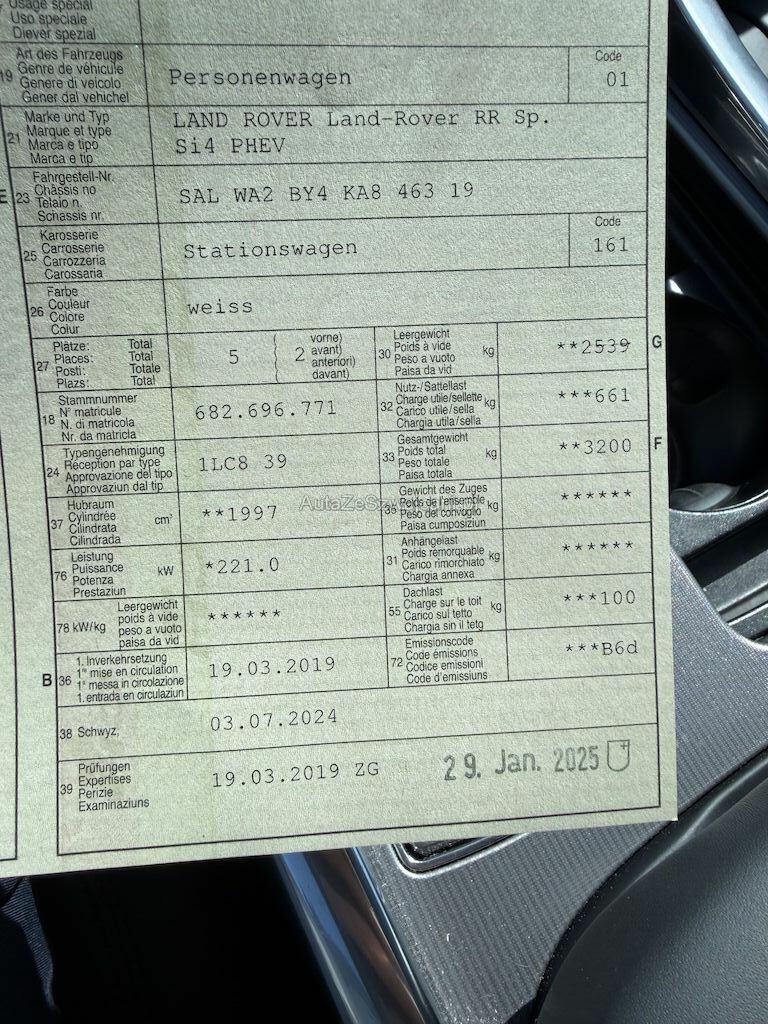 Usage spécial
Uso speciale
Diever spezial
19 Art des Fahrzeugs
Genre de véhicule
Genere di veicolo
Gener dal vehichel
Personenwagen
Code
01
21 Marke und Typ
Marque et type
Marca e tipo
Marca e tip
LAND ROVER Land-Rover RR Sp.
Si4 PHEV
E 23 Fahrgestell-Nr.
Châssis no
Telaio n.
Schassis nr.
SAL WA2 BY4 KA8 463 19
25 Karosserie
Carrosserie
Carrozzeria
Carossaria
Stationswagen
Code
161
26 Farbe
Couleur
Colore
Colur
weiss
27 Plätze: Total
Places: Total
Posti: Totale
Plazs: Total
5
2
vorne)
avant)
anteriori)
davant)
30 Leergewicht
Poids à vide
Peso a vuoto
Paisa da vid
kg
**2539
G
18 Stammnummer
N° matricule
N. di matricola
Nr. da matricla
682.696.771
32 Nutz-/Sattellast
Charge utile/sellette
Carico utile/sella
Chargia utila/sella
kg
***661
24 Typengenehmigung
Réception par type
Approvazione del tipo
Approvaziun dal tip
1LC8 39
33 Gesamtgewicht
Poids total
Peso totale
Paisa totala
kg
**3200
F
37 Hubraum
Cylindrée
Cilindrata
Cilindrada
cm³
**1997
35 Gewicht des Zuges
Poids de l'ensemble
Peso del convoglio
Paisa cumposiziun
kg
******
76 Leistung
Puissance
Potenza
Prestaziun
kW
*221.0
31 Anhängelast
Poids remorquable
Carico rimorchiato
Chargia annexa
kg
******
78 kW/kg
Leergewicht
poids à vide
peso a vuoto
paisa da vid
******
55 Dachlast
Charge sur le toit
Carico sul tetto
Chargia sin il tetg
kg
***100
B 36 1. Inverkehrsetzung
1re mise en circulation
1a messa in circolazione
1. entrada en circulaziun
19.03.2019
72 Emissionscode
Code émissions
Codice emissioni
Code d'emissiuns
***B6d
38 Schwyz,
03.07.2024
39 Prüfungen
Expertises
Perizie
Examinaziuns
19.03.2019 ZG
29. Jan. 2025